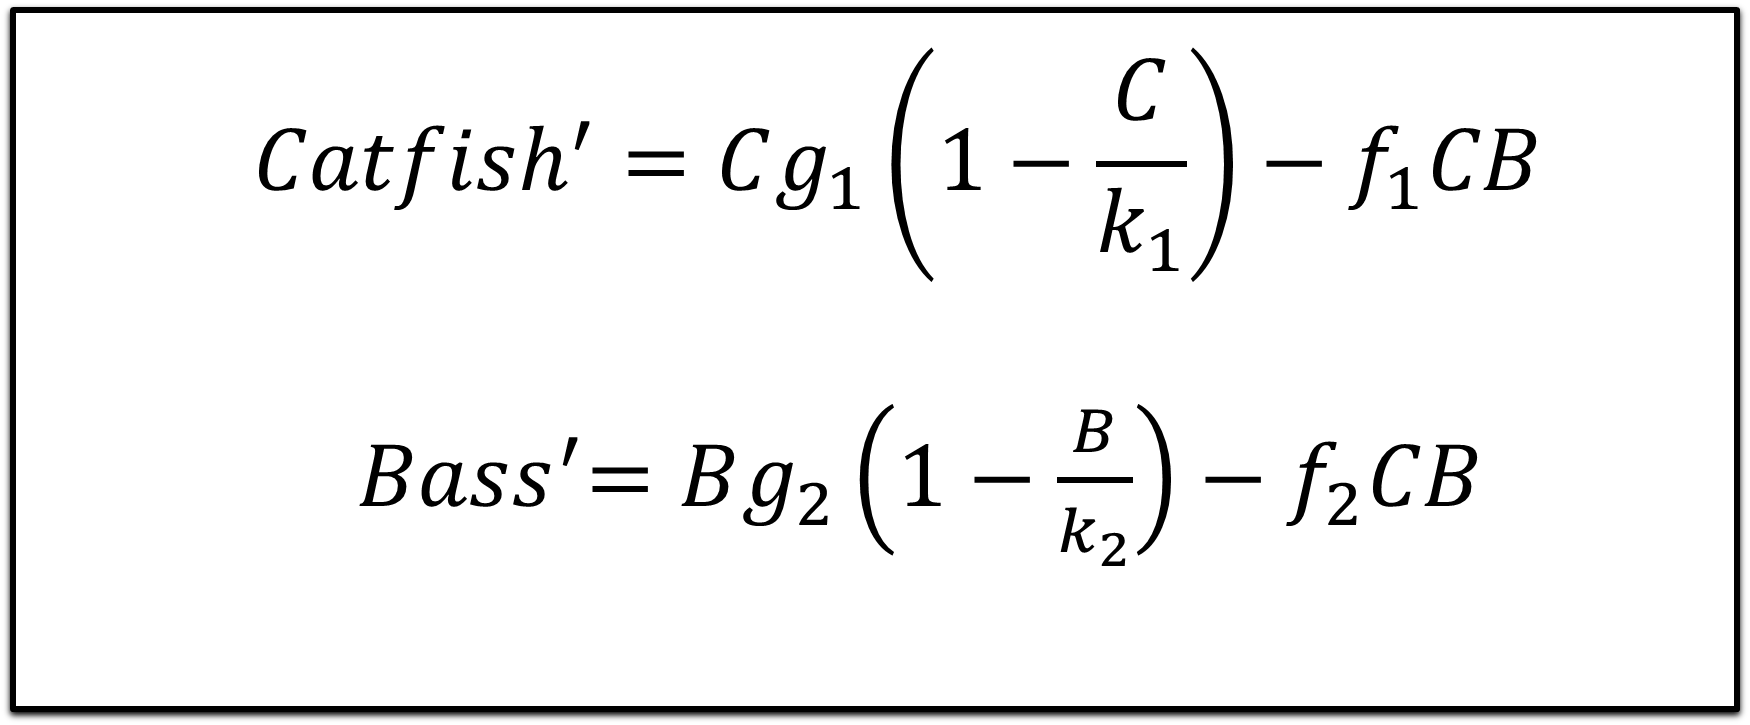 Catfish′ = Cg₁(1 − C/k₁) − f₁CB
Bass′= Bg₂(1 − B/k₂) − f₂CB